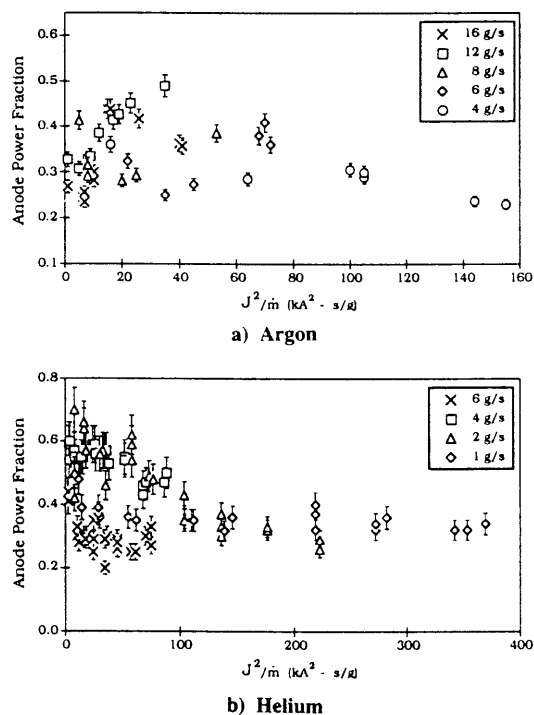 0.6
0.5
0.4
0.3
0.2
0.1
Anode Power Fraction
16 g/s
12 g/s
8 g/s
6 g/s
4 g/s
0 20 40 60 80 100 120 140 160
J²/ṁ (kA² - s/g)
a) Argon
0.8
0.6
0.4
0.2
0.0
Anode Power Fraction
6 g/s
4 g/s
2 g/s
1 g/s
0 100 200 300 400
J²/ṁ (kA² - s/g)
b) Helium